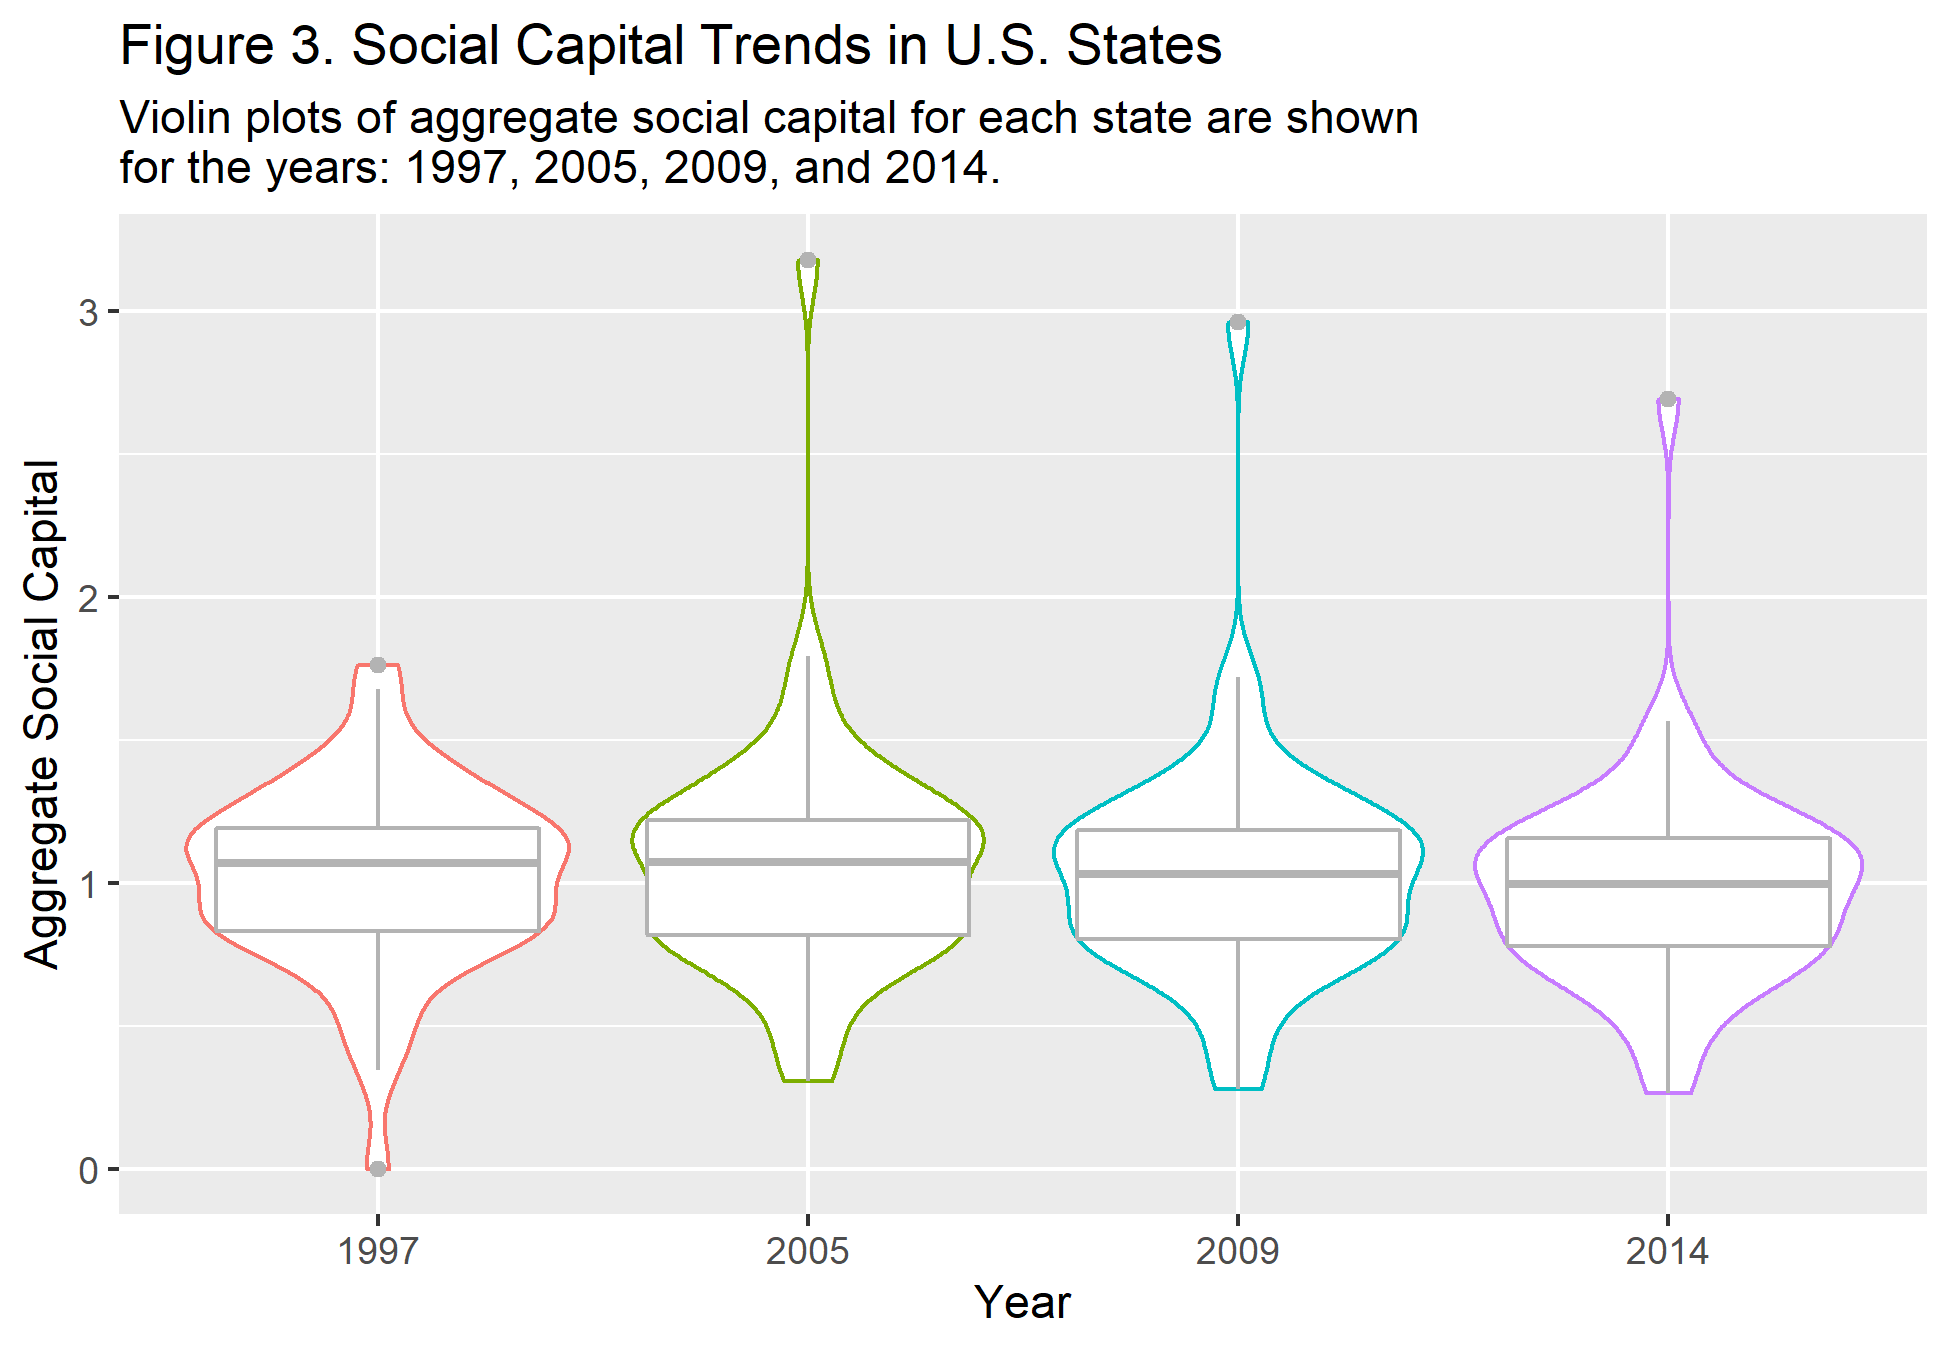 Figure 3. Social Capital Trends in U.S. States
Violin plots of aggregate social capital for each state are shown
for the years: 1997, 2005, 2009, and 2014.
Aggregate Social Capital
3
2
1
0
1997
2005
2009
2014
Year